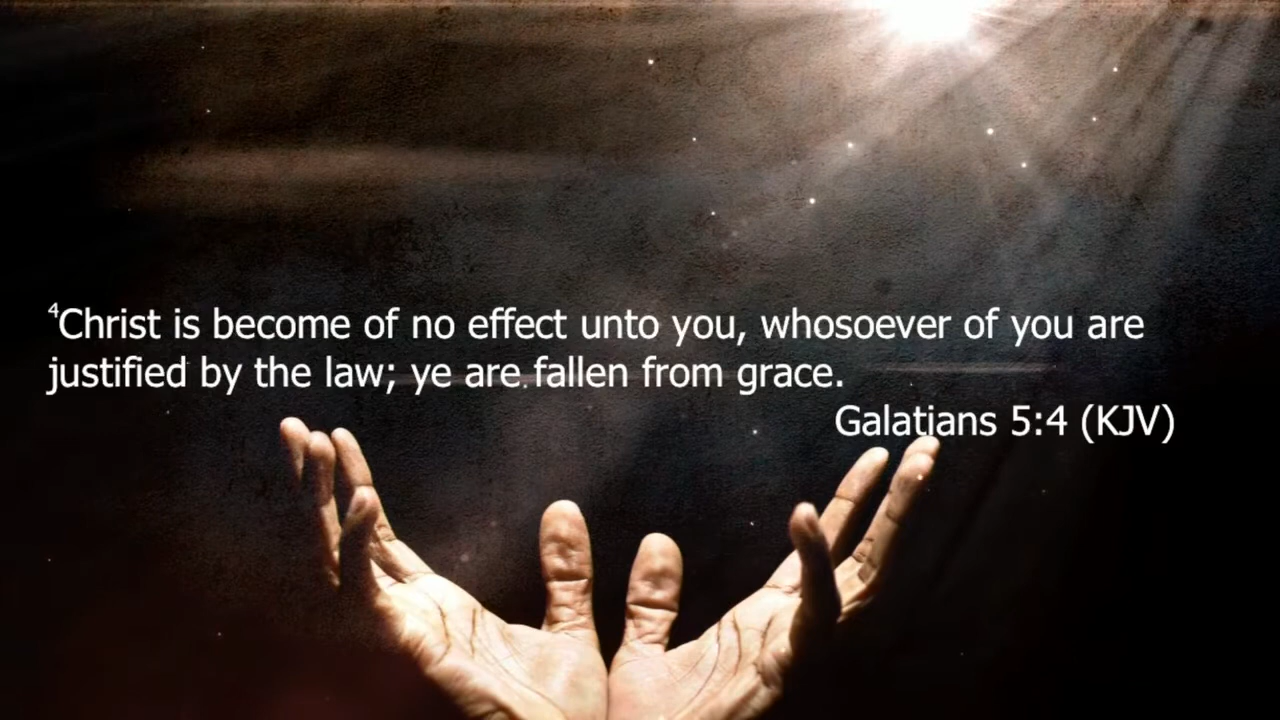 ⁴Christ is become of no effect unto you, whosoever of you are
justified by the law; ye are fallen from grace.
Galatians 5:4 (KJV)